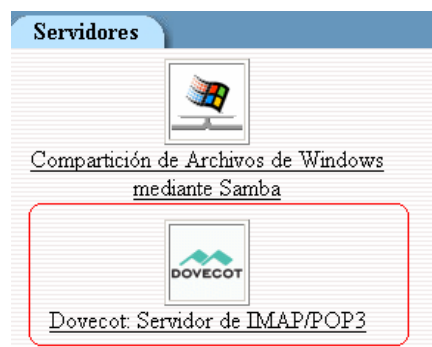 Servidores
Compartición de Archivos de Windows
mediante Samba
DOVECOT
Dovecot: Servidor de IMAP/POP3